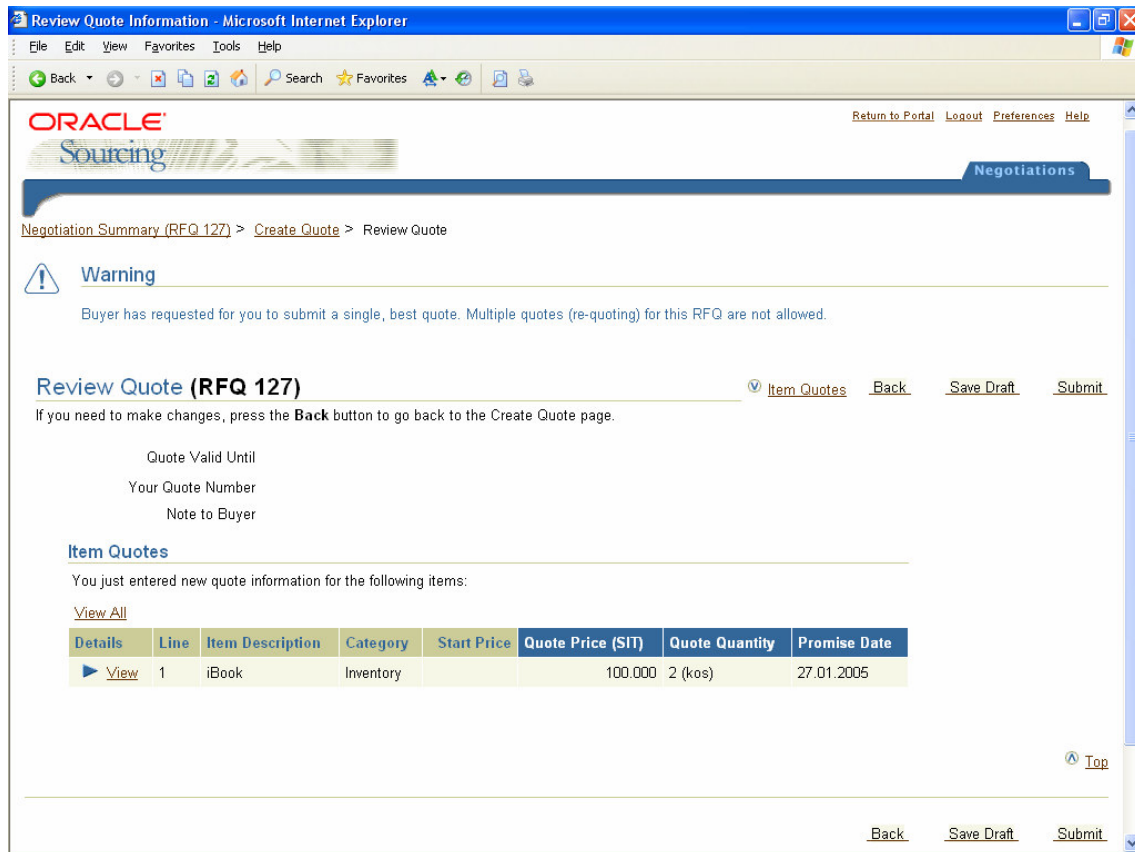 Review Quote Information - Microsoft Internet Explorer
File Edit View Favorites Tools Help
Back Search Favorites
ORACLE
Return to Portal Logout Preferences Help
Sourcing
Negotiations
Negotiation Summary (RFQ 127) > Create Quote > Review Quote
Warning
Buyer has requested for you to submit a single, best quote. Multiple quotes (re-quoting) for this RFQ are not allowed.
Review Quote (RFQ 127) Item Quotes Back Save Draft Submit
If you need to make changes, press the Back button to go back to the Create Quote page.
Quote Valid Until
Your Quote Number
Note to Buyer
Item Quotes
You just entered new quote information for the following items:
View All
Details Line Item Description Category Start Price Quote Price (SIT) Quote Quantity Promise Date
View 1 iBook Inventory 100.000 2 (kos) 27.01.2005
Top
Back Save Draft Submit